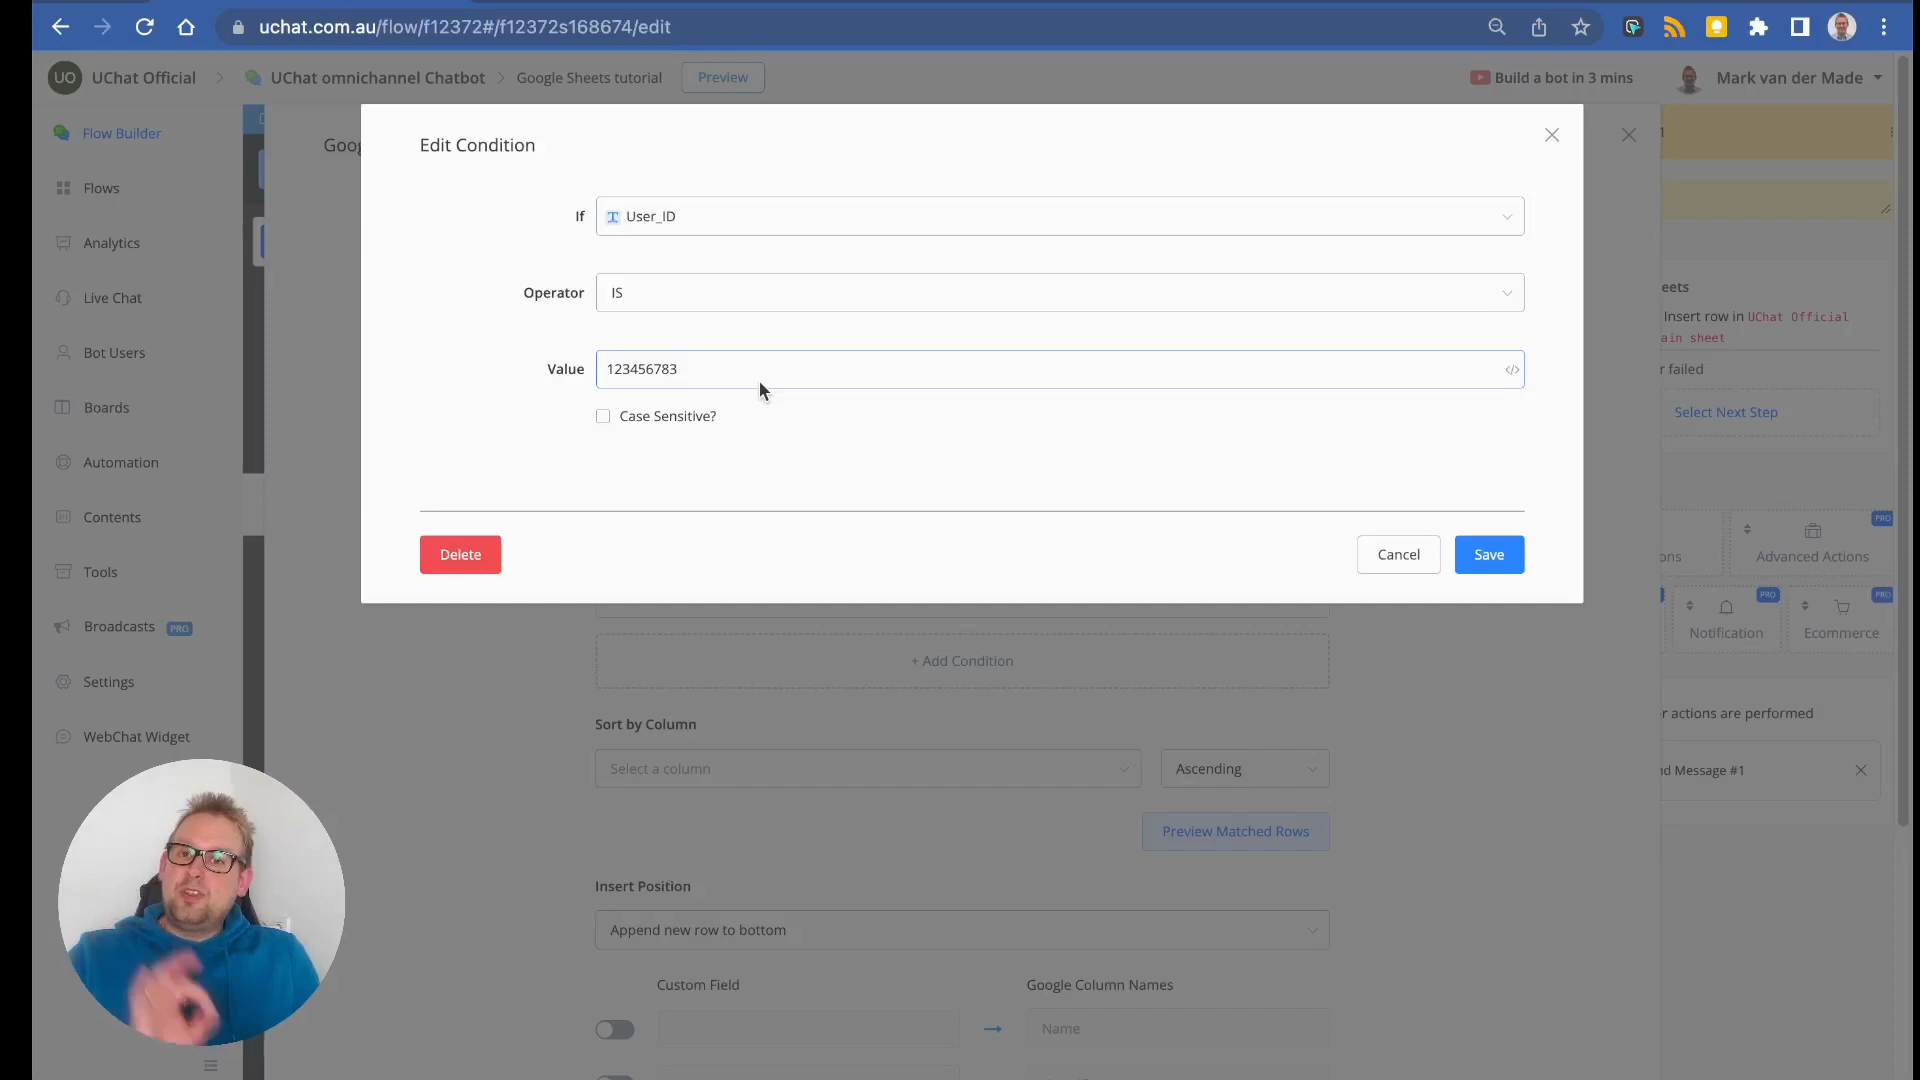 uchat.com.au/flow/f12372#/f12372s168674/edit
UO UChat Official
UChat omnichannel Chatbot
Google Sheets tutorial
Preview
Build a bot in 3 mins
Mark van der Made
Flow Builder
Flows
Analytics
Live Chat
Bot Users
Boards
Automation
Contents
Tools
Broadcasts PRO
Settings
WebChat Widget
Goog
Edit Condition
If T User_ID
Operator IS
Value 123456783 </>
Case Sensitive?
Delete
Cancel
Save
+ Add Condition
Sort by Column
Select a column
Ascending
Preview Matched Rows
Insert Position
Append new row to bottom
Custom Field
Google Column Names
Name
eets
Insert row in UChat Official
ain sheet
r failed
Select Next Step
PRO
ons
Advanced Actions
PRO
PRO
Notification
Ecommerce
r actions are performed
nd Message #1